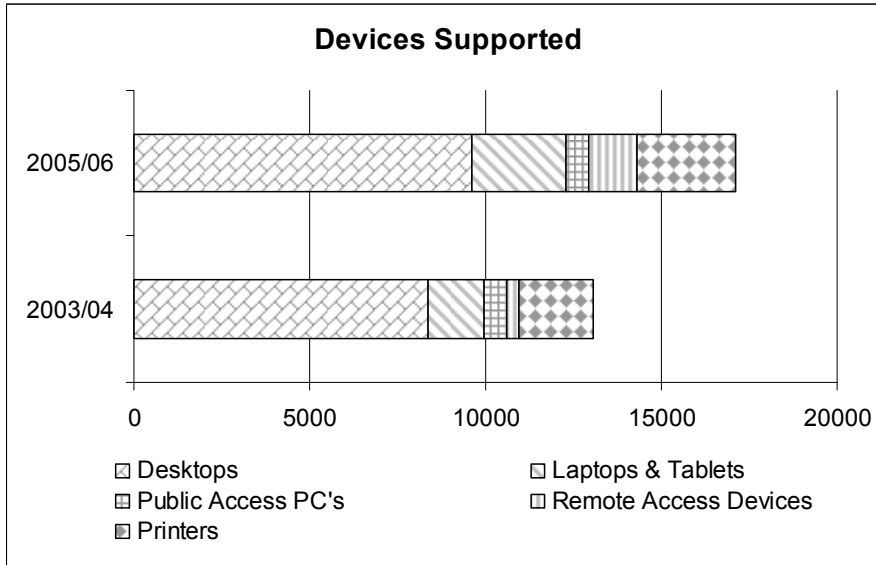 Devices Supported
2005/06
2003/04
0 5000 10000 15000 20000
Desktops Laptops & Tablets
Public Access PC's Remote Access Devices
Printers